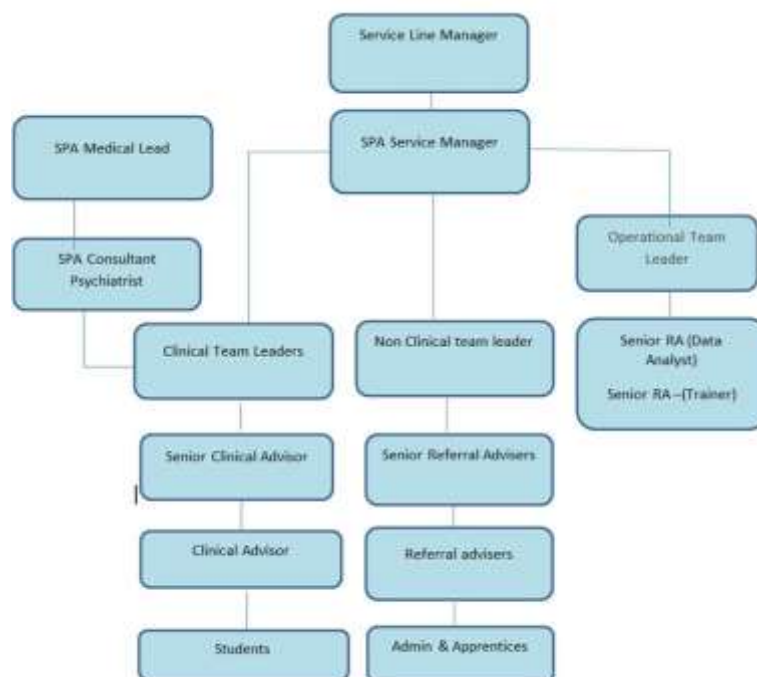 Service Line Manager
SPA Medical Lead
SPA Service Manager
SPA Consultant
Psychiatrist
Operational Team
Leader
Clinical Team Leaders
Non Clinical team leader
Senior RA (Data
Analyst)
Senior RA –(Trainer)
Senior Clinical Advisor
Senior Referral Advisers
Clinical Advisor
Referral advisers
Students
Admin & Apprentices